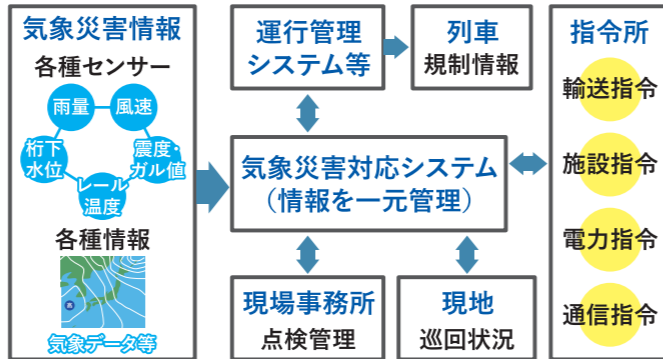 気象災害情報
各種センサー
雨量
風速
桁下
水位
震度・
ガル値
レール
温度
各種情報
気象データ等
運行管理
システム等
列車
規制情報
気象災害対応システム
（情報を一元管理）
現場事務所
点検管理
現地
巡回状況
指令所
輸送指令
施設指令
電力指令
通信指令